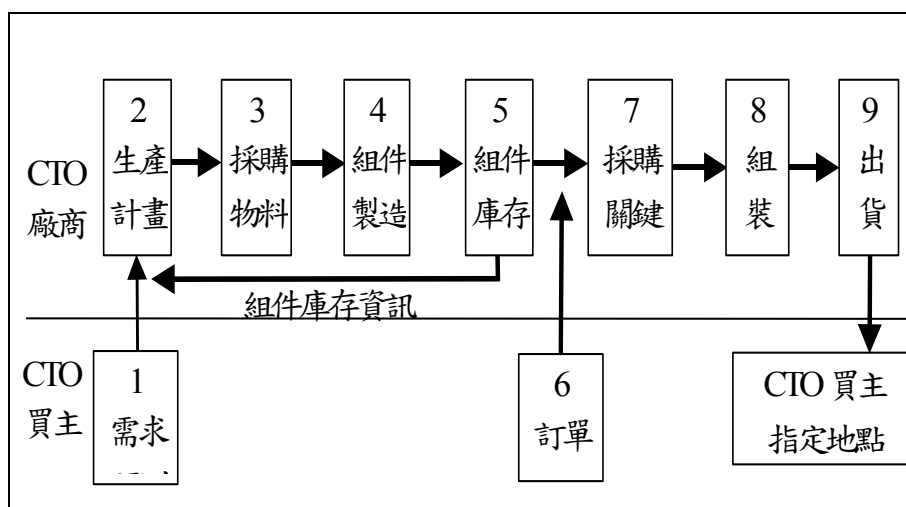 2
生產
計畫
3
採購
物料
4
組件
製造
5
組件
庫存
7
採購
關鍵
8
組
裝
9
出
貨
CTO
廠商
組件庫存資訊
CTO
買主
1
需求
6
訂單
CTO 買主
指定地點